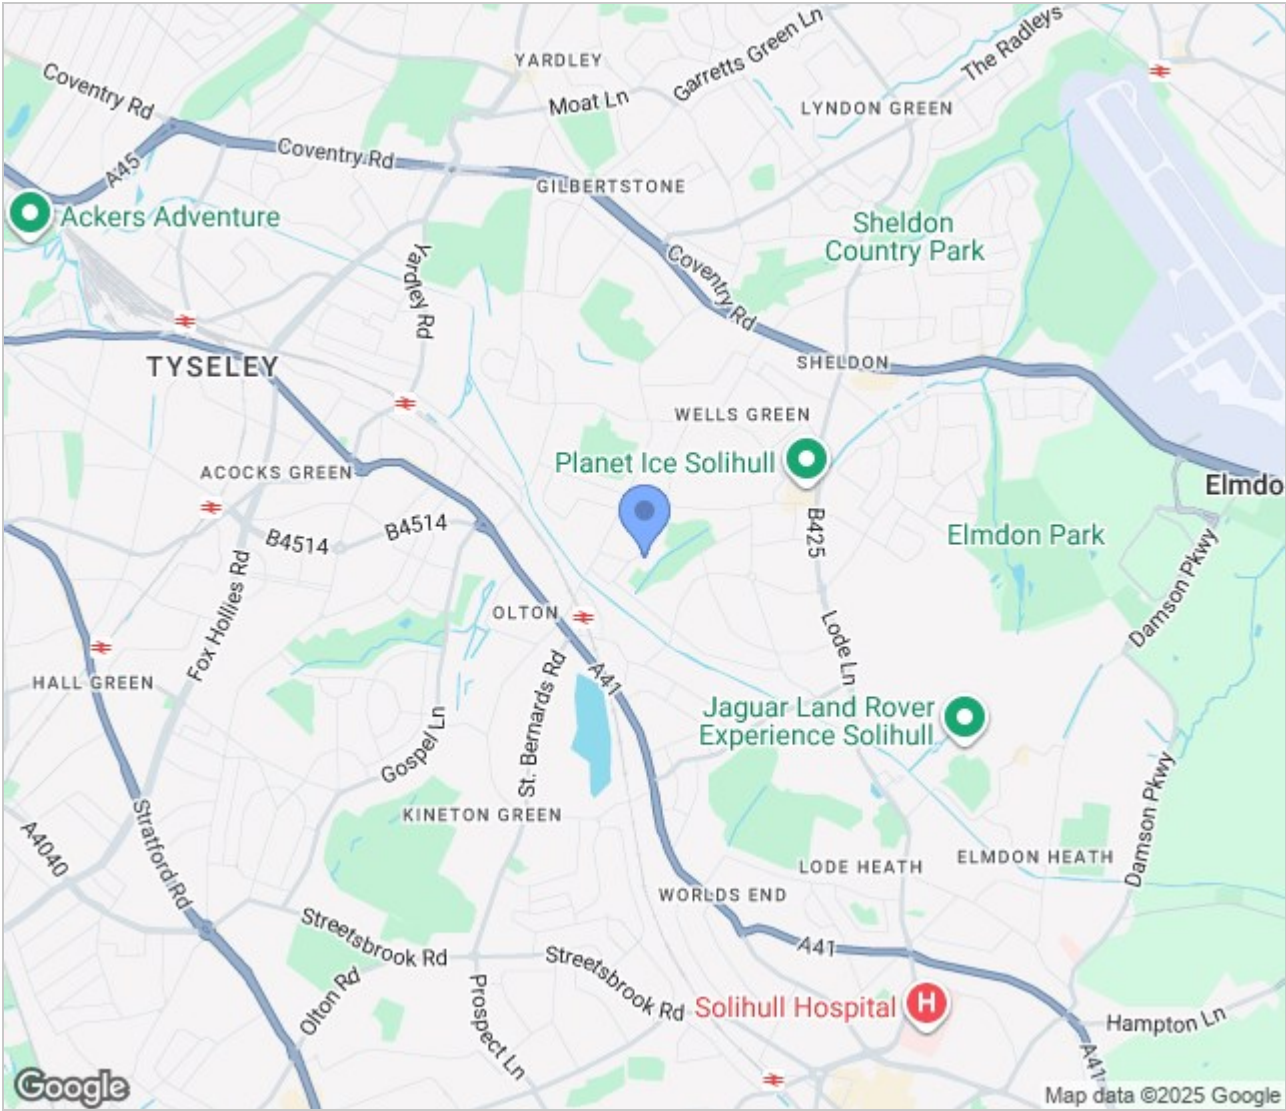 YARDLEY
Garretts Green Ln
The Radleys
Coventry Rd
Moat Ln
LYNDON GREEN
Coventry Rd
A45
GILBERTSTONE
Ackers Adventure
Sheldon
Country Park
Yardley Rd
Coventry Rd
TYSELEY
SHELDON
WELLS GREEN
Planet Ice Solihull
ACOCKS GREEN
Elmdo
B4514
B4514
B425
Elmdon Park
Fox Hollies Rd
Damson Pkwy
OLTON
Lode Ln
HALL GREEN
St. Bernards Rd
A41
Jaguar Land Rover
Experience Solihull
Gospel Ln
KINETON GREEN
Damson Pkwy
A4040
Stratford Rd
LODE HEATH
ELMDON HEATH
WORLDS END
Streetsbrook Rd
A41
Streetsbrook Rd
Olton Rd
Prospect Ln
Solihull Hospital
H
Hampton Ln
A41
Google
Map data ©2025 Google